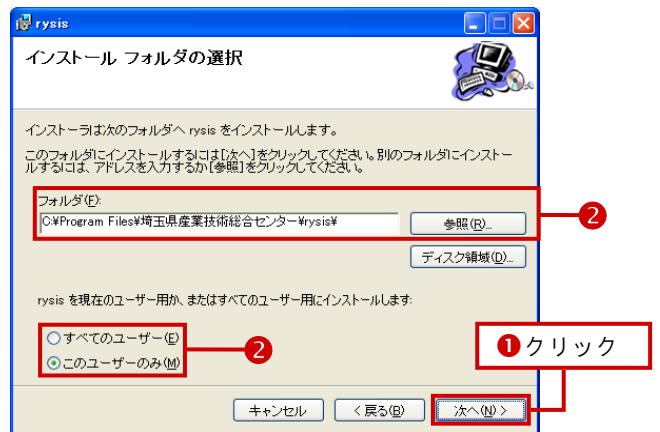 rysis
インストール フォルダの選択
インストーラは次のフォルダへ rysis をインストールします。
このフォルダにインストールするには[次へ]をクリックしてください。別のフォルダにインストー
ルするには、アドレスを入力するか[参照]をクリックしてください。
フォルダ(F):
C:¥Program Files¥埼玉県産業技術総合センター¥rysis¥
参照(R)...
❷
ディスク領域(D)...
rysis を現在のユーザー用か、またはすべてのユーザー用にインストールします:
すべてのユーザー(E)
このユーザーのみ(M)
❷
❶クリック
キャンセル
< 戻る(B)
次へ(N) >